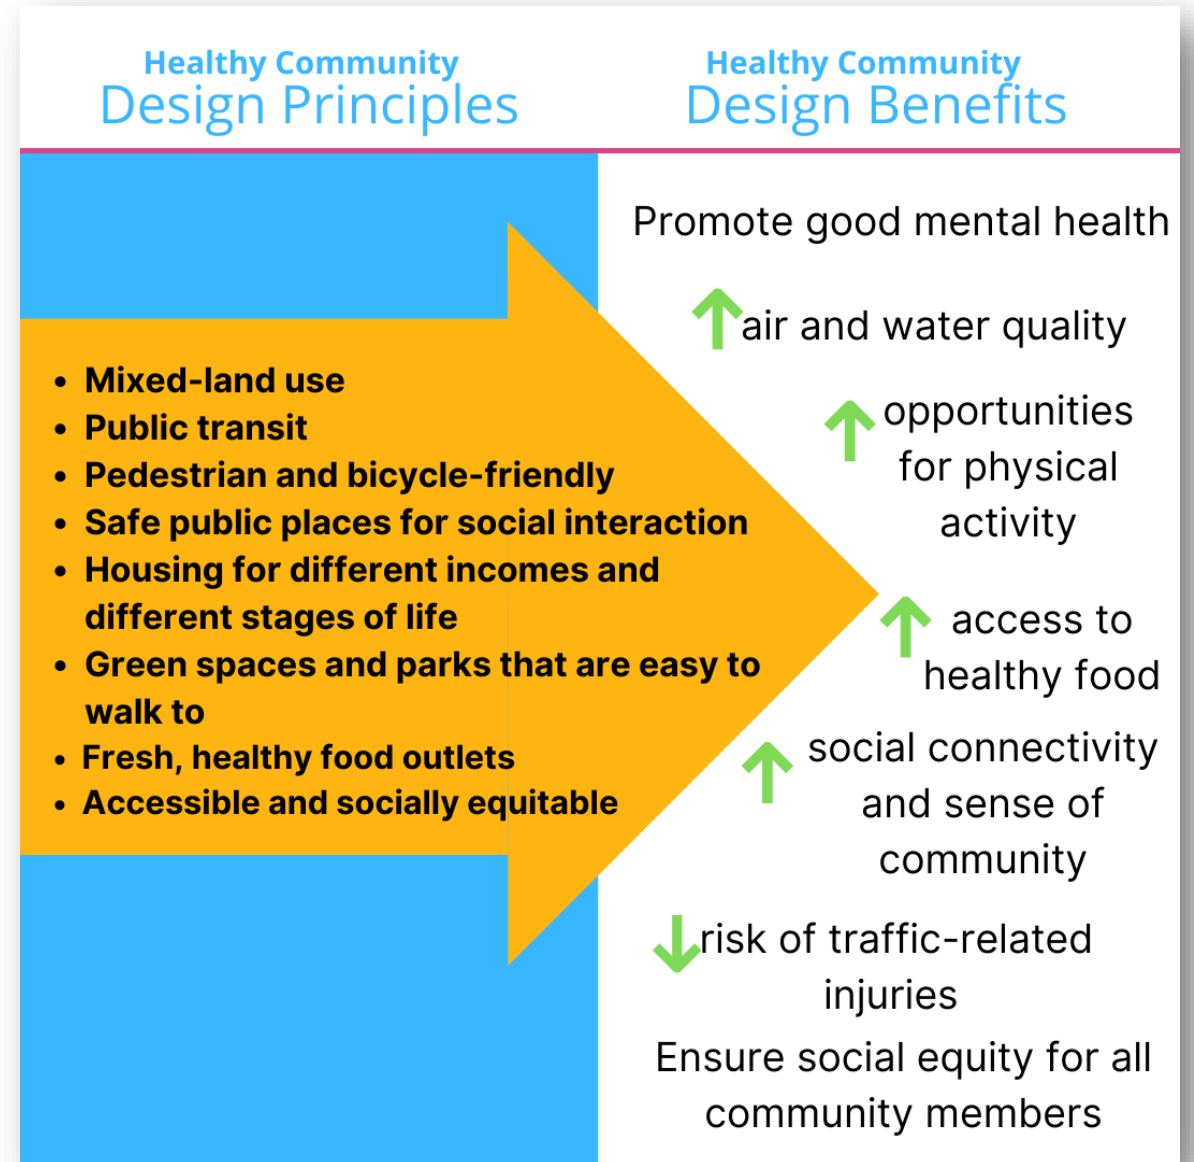 Healthy Community
Design Principles
Healthy Community
Design Benefits
• Mixed-land use
• Public transit
• Pedestrian and bicycle-friendly
• Safe public places for social interaction
• Housing for different incomes and
different stages of life
• Green spaces and parks that are easy to
walk to
• Fresh, healthy food outlets
• Accessible and socially equitable
Promote good mental health
↑ air and water quality
↑ opportunities
for physical
activity
↑ access to
healthy food
↑ social connectivity
and sense of
community
↓ risk of traffic-related
injuries
Ensure social equity for all
community members